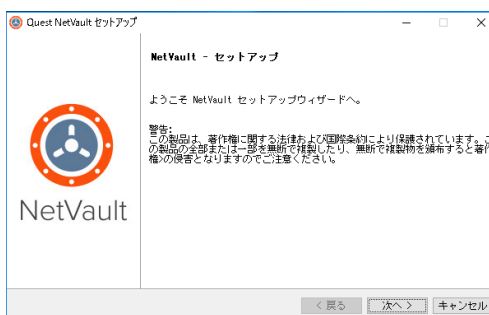 Quest NetVault セットアップ
NetVault - セットアップ
ようこそ NetVault セットアップウィザードへ。
警告:
この製品は、著作権に関する法律および国際条約により保護されています。こ
の製品の全部または一部を無断で複製したり、無断で複製物を頒布すると著作
権の侵害となりますのでご注意ください。
NetVault
< 戻る
次へ >
キャンセル